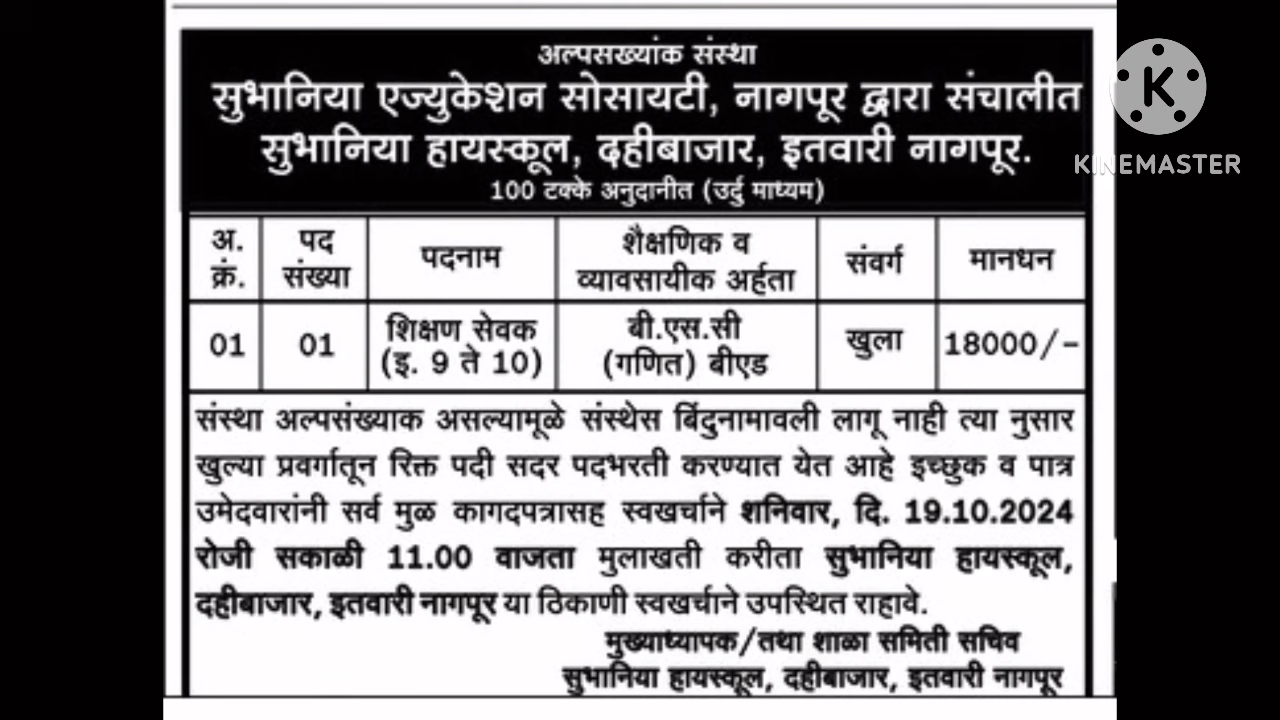 अल्पसख्यांक संस्था
सुभानिया एज्युकेशन सोसायटी, नागपूर द्वारा संचालीत
सुभानिया हायस्कूल, दहीबाजार, इतवारी नागपूर.
100 टक्के अनुदानीत (उर्दु माध्यम)
KINEMASTER
अ. क्रं. | पद संख्या | पदनाम | शैक्षणिक व व्यावसायीक अर्हता | संवर्ग | मानधन
01 | 01 | शिक्षण सेवक (इ. 9 ते 10) | बी.एस.सी (गणित) बीएड | खुला | 18000/-
संस्था अल्पसंख्याक असल्यामूळे संस्थेस बिंदुनामावली लागू नाही त्या नुसार
खुल्या प्रवर्गातून रिक्त पदी सदर पदभरती करण्यात येत आहे इच्छुक व पात्र
उमेदवारांनी सर्व मुळ कागदपत्रासह स्वखर्चाने शनिवार, दि. 19.10.2024
रोजी सकाळी 11.00 वाजता मुलाखती करीता सुभानिया हायस्कूल,
दहीबाजार, इतवारी नागपूर या ठिकाणी स्वखर्चाने उपस्थित राहावे.
मुख्याध्यापक/तथा शाळा समिती सचिव
सुभानिया हायस्कूल, दहीबाजार, इतवारी नागपूर